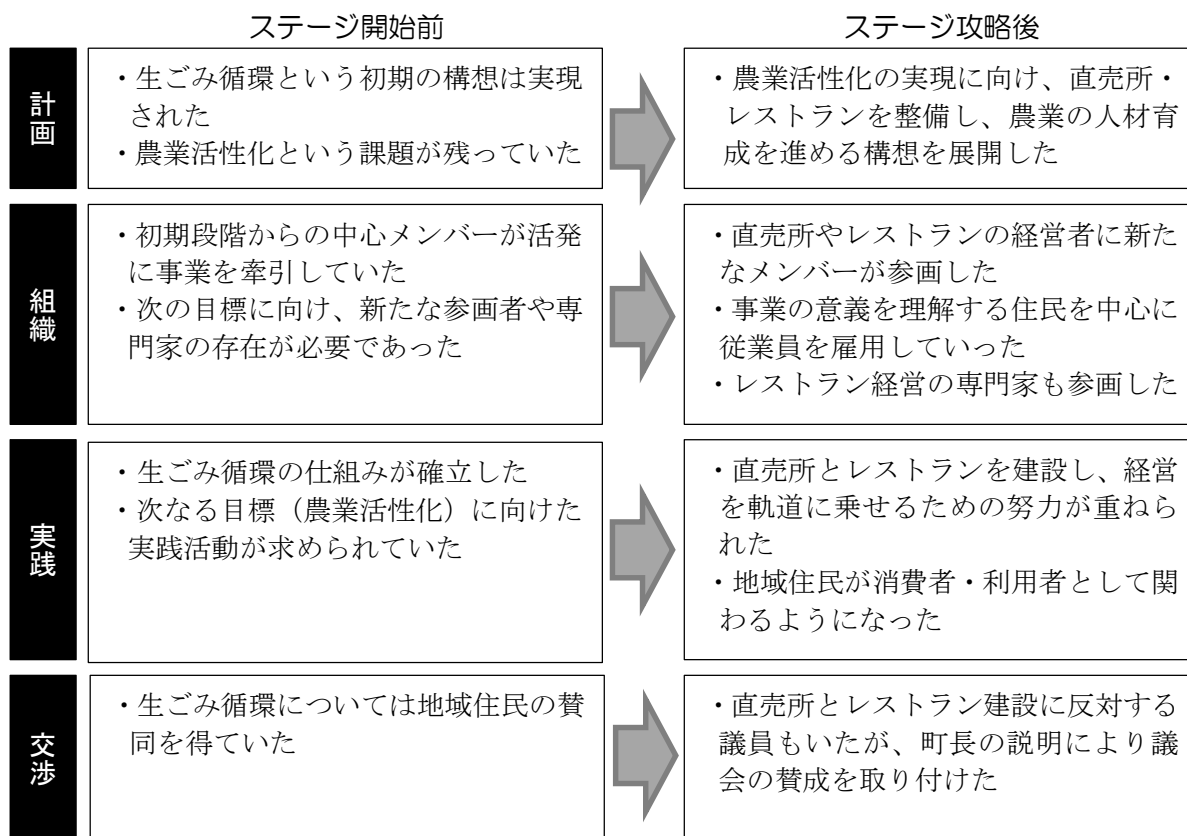 ステージ開始前
ステージ攻略後
計画
・生ごみ循環という初期の構想は実現
された
・農業活性化という課題が残っていた
・農業活性化の実現に向け、直売所・
レストランを整備し、農業の人材育
成を進める構想を展開した
組織
・初期段階からの中心メンバーが活発
に事業を牽引していた
・次の目標に向け、新たな参画者や専
門家の存在が必要であった
・直売所やレストランの経営者に新た
なメンバーが参画した
・事業の意義を理解する住民を中心に
従業員を雇用していった
・レストラン経営の専門家も参画した
実践
・生ごみ循環の仕組みが確立した
・次なる目標（農業活性化）に向けた
実践活動が求められていた
・直売所とレストランを建設し、経営
を軌道に乗せるための努力が重ねら
れた
・地域住民が消費者・利用者として関
わるようになった
交渉
・生ごみ循環については地域住民の賛
同を得ていた
・直売所とレストラン建設に反対する
議員もいたが、町長の説明により議
会の賛成を取り付けた